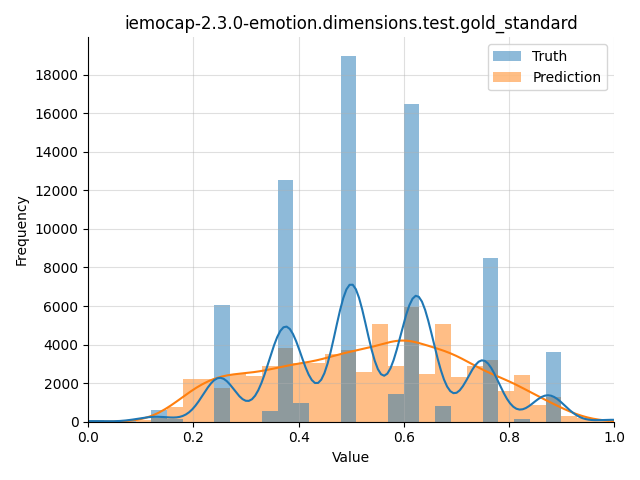 iemocap-2.3.0-emotion.dimensions.test.gold_standard
Truth
Prediction
Frequency
18000
16000
14000
12000
10000
8000
6000
4000
2000
0
0.0 0.2 0.4 0.6 0.8 1.0
Value